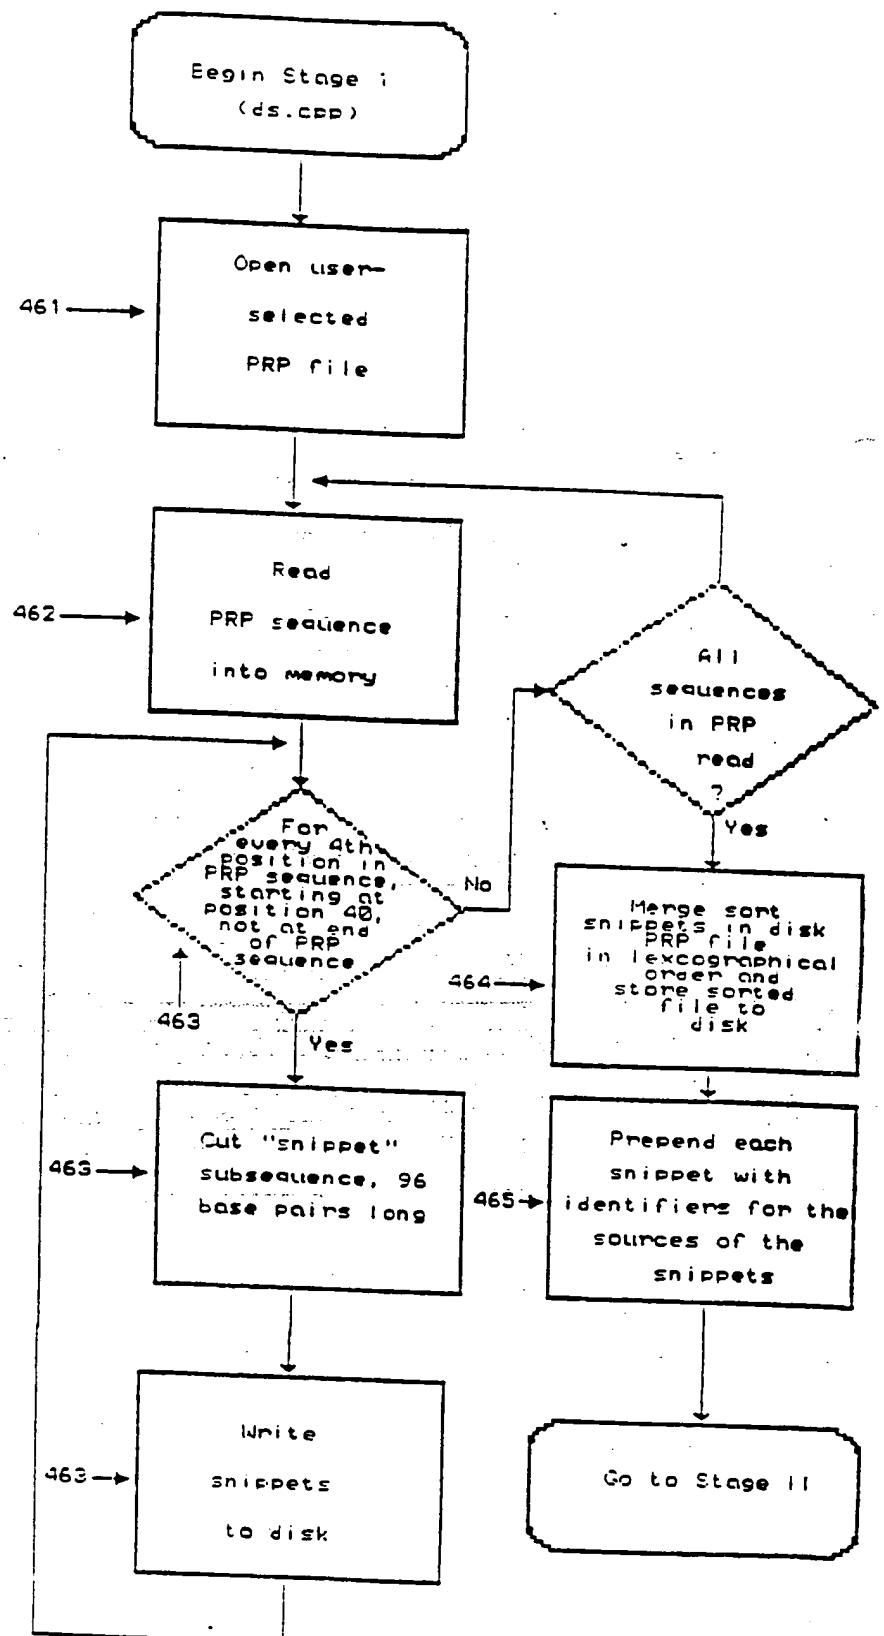 Begin Stage i
(ds.cpp)
461
Open user-
selected
PRP file
462
Read
PRP sequence
into memory
All
sequences
in PRP
read
?
Yes
For
every 4th
position in
PRP sequence,
starting at
position 40,
not at end
of PRP
sequence
No
463
Yes
463
Cut "snippet"
subsequence, 96
base pairs long
463
Write
snippets
to disk
464
Merge sort
snippets in disk
PRP file
in lexcographical
order and
store sorted
file to
disk
465
Prepend each
snippet with
identifiers for the
sources of the
snippets
Go to Stage II